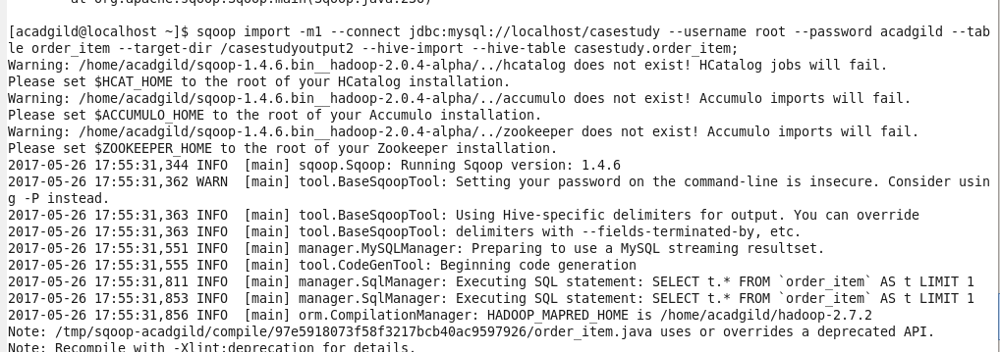 at org.apache.sqoop.Sqoop.main(Sqoop.java:236)
[acadgild@localhost ~]$ sqoop import -m1 --connect jdbc:mysql://localhost/casestudy --username root --password acadgild --tab
le order_item --target-dir /casestudyoutput2 --hive-import --hive-table casestudy.order_item;
Warning: /home/acadgild/sqoop-1.4.6.bin__hadoop-2.0.4-alpha/../hcatalog does not exist! HCatalog jobs will fail.
Please set $HCAT_HOME to the root of your HCatalog installation.
Warning: /home/acadgild/sqoop-1.4.6.bin__hadoop-2.0.4-alpha/../accumulo does not exist! Accumulo imports will fail.
Please set $ACCUMULO_HOME to the root of your Accumulo installation.
Warning: /home/acadgild/sqoop-1.4.6.bin__hadoop-2.0.4-alpha/../zookeeper does not exist! Accumulo imports will fail.
Please set $ZOOKEEPER_HOME to the root of your Zookeeper installation.
2017-05-26 17:55:31,344 INFO  [main] sqoop.Sqoop: Running Sqoop version: 1.4.6
2017-05-26 17:55:31,362 WARN  [main] tool.BaseSqoopTool: Setting your password on the command-line is insecure. Consider usin
g -P instead.
2017-05-26 17:55:31,363 INFO  [main] tool.BaseSqoopTool: Using Hive-specific delimiters for output. You can override
2017-05-26 17:55:31,363 INFO  [main] tool.BaseSqoopTool: delimiters with --fields-terminated-by, etc.
2017-05-26 17:55:31,551 INFO  [main] manager.MySQLManager: Preparing to use a MySQL streaming resultset.
2017-05-26 17:55:31,555 INFO  [main] tool.CodeGenTool: Beginning code generation
2017-05-26 17:55:31,811 INFO  [main] manager.SqlManager: Executing SQL statement: SELECT t.* FROM `order_item` AS t LIMIT 1
2017-05-26 17:55:31,853 INFO  [main] manager.SqlManager: Executing SQL statement: SELECT t.* FROM `order_item` AS t LIMIT 1
2017-05-26 17:55:31,856 INFO  [main] orm.CompilationManager: HADOOP_MAPRED_HOME is /home/acadgild/hadoop-2.7.2
Note: /tmp/sqoop-acadgild/compile/97e5918073f58f3217bcb40ac9597926/order_item.java uses or overrides a deprecated API.
Note: Recompile with -Xlint:deprecation for details.